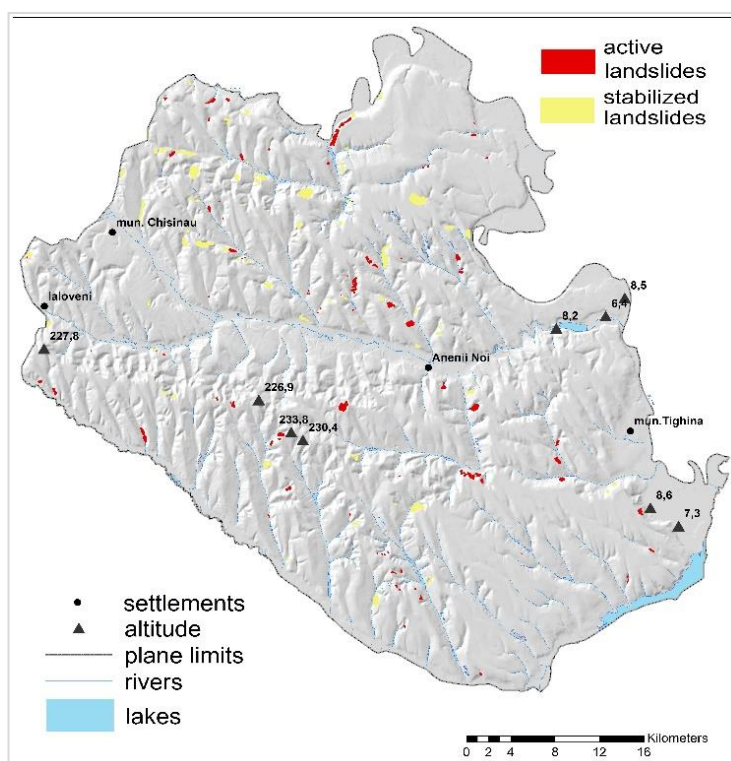 active
landslides
stabilized
landslides
mun. Chisinau
Ialoveni
227,8
8,5
6,4
8,2
Anenii Noi
226,9
233,8
230,4
mun.Tighina
8,6
7,3
settlements
altitude
plane limits
rivers
lakes
Kilometers
0 2 4 8 12 16